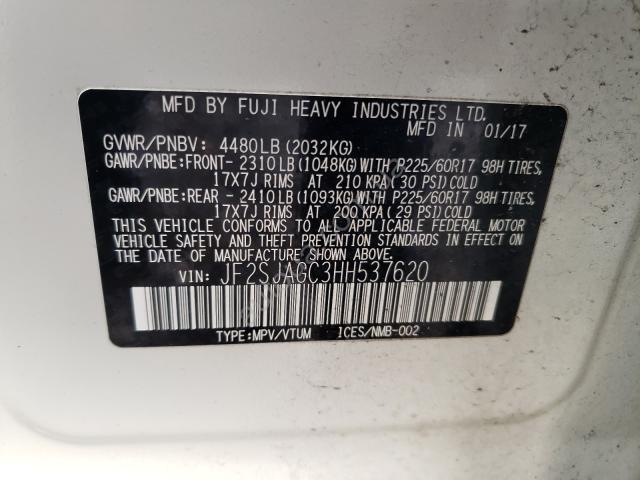 MFD BY FUJI HEAVY INDUSTRIES LTD.
MFD IN 01/17
GVWR/PNBV: 4480LB(2032KG)
GAWR/PNBE:FRONT-2310LB(1048KG)WITH P225/60R17 98H TIRES,
17X7J RIMS AT 210 KPA(30 PSI)COLD
GAWR/PNBE:REAR -2410LB(1093KG)WITH P225/60R17 98H TIRES,
17X7J RIMS AT 200 KPA(29 PSI)COLD
THIS VEHICLE CONFORMS TO ALL APPLICABLE FEDERAL MOTOR
VEHICLE SAFETY AND THEFT PREVENTION STANDARDS IN EFFECT ON
THE DATE OF MANUFACTURE SHOWN ABOVE.
VIN: JF2SJAGC3HH537620
TYPE:MPV/VTUM ICES/NMB-002